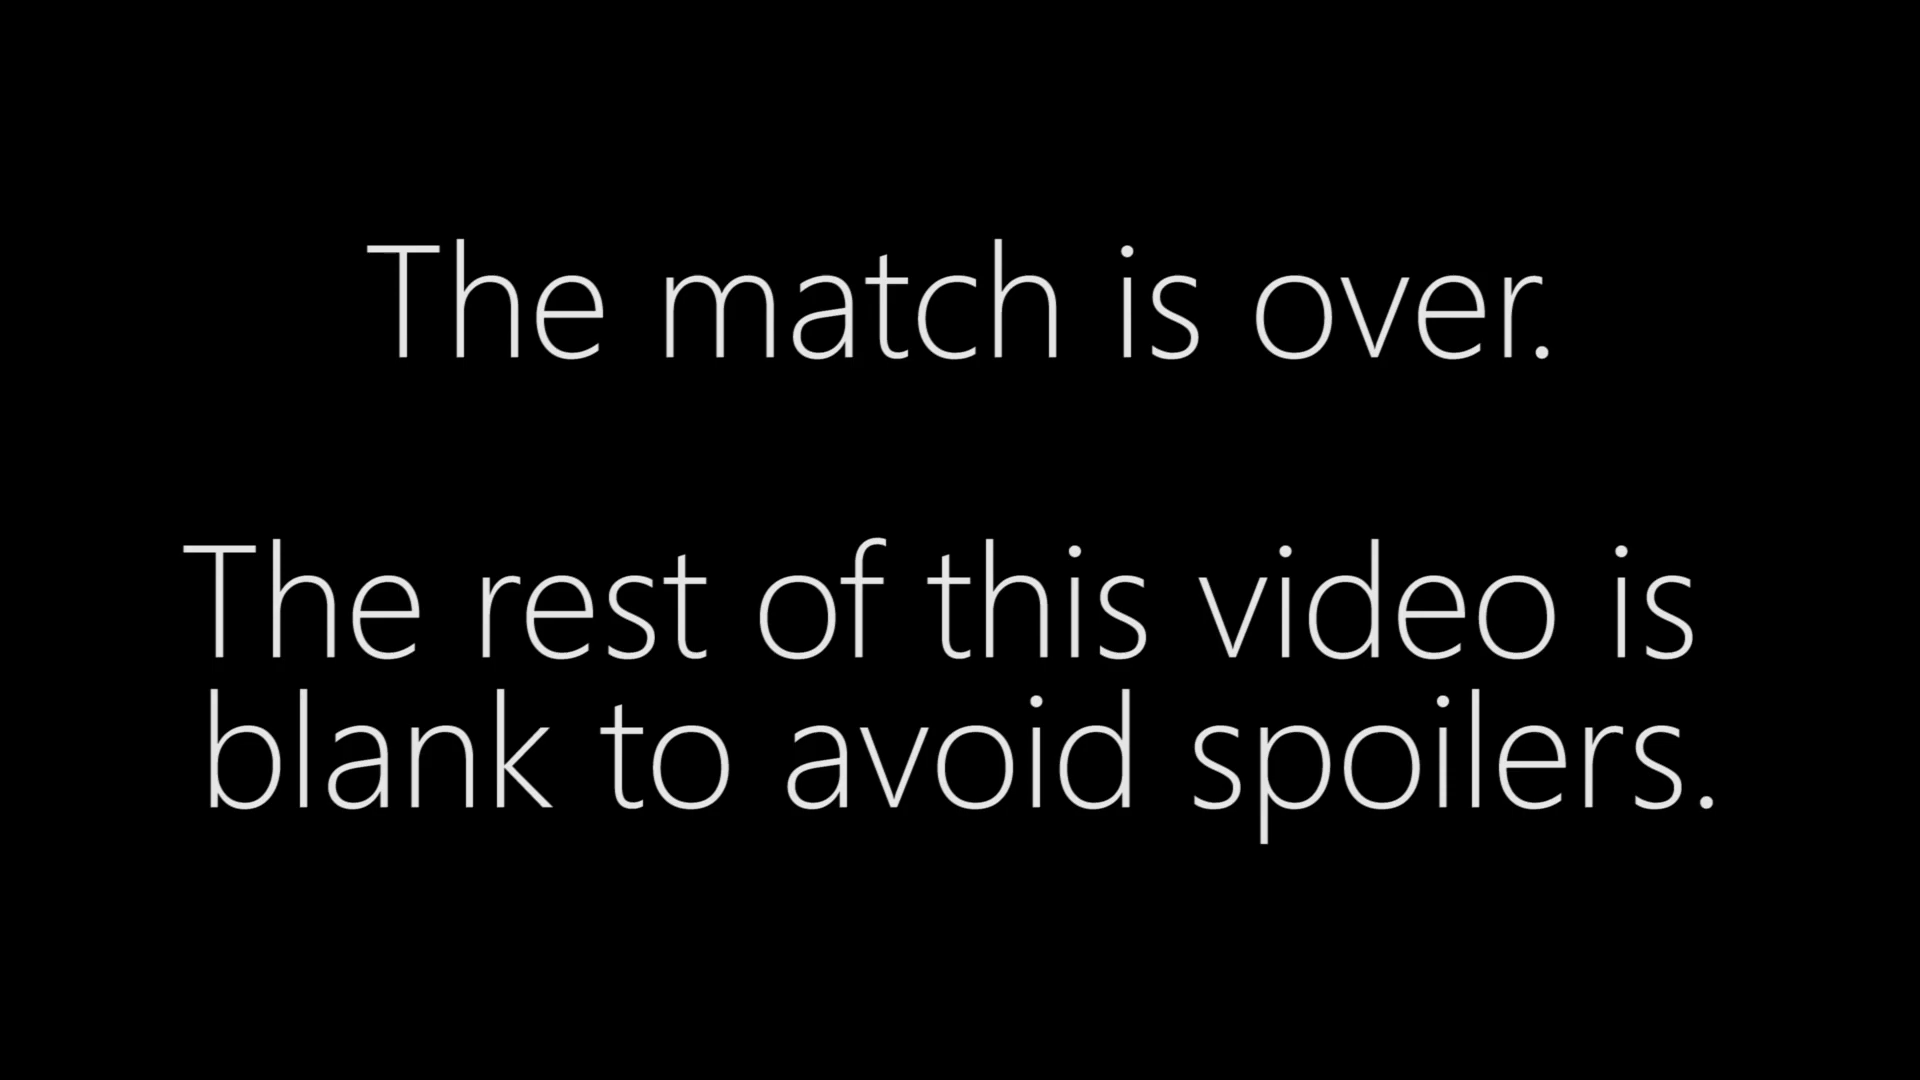 The match is over.
The rest of this video is
blank to avoid spoilers.